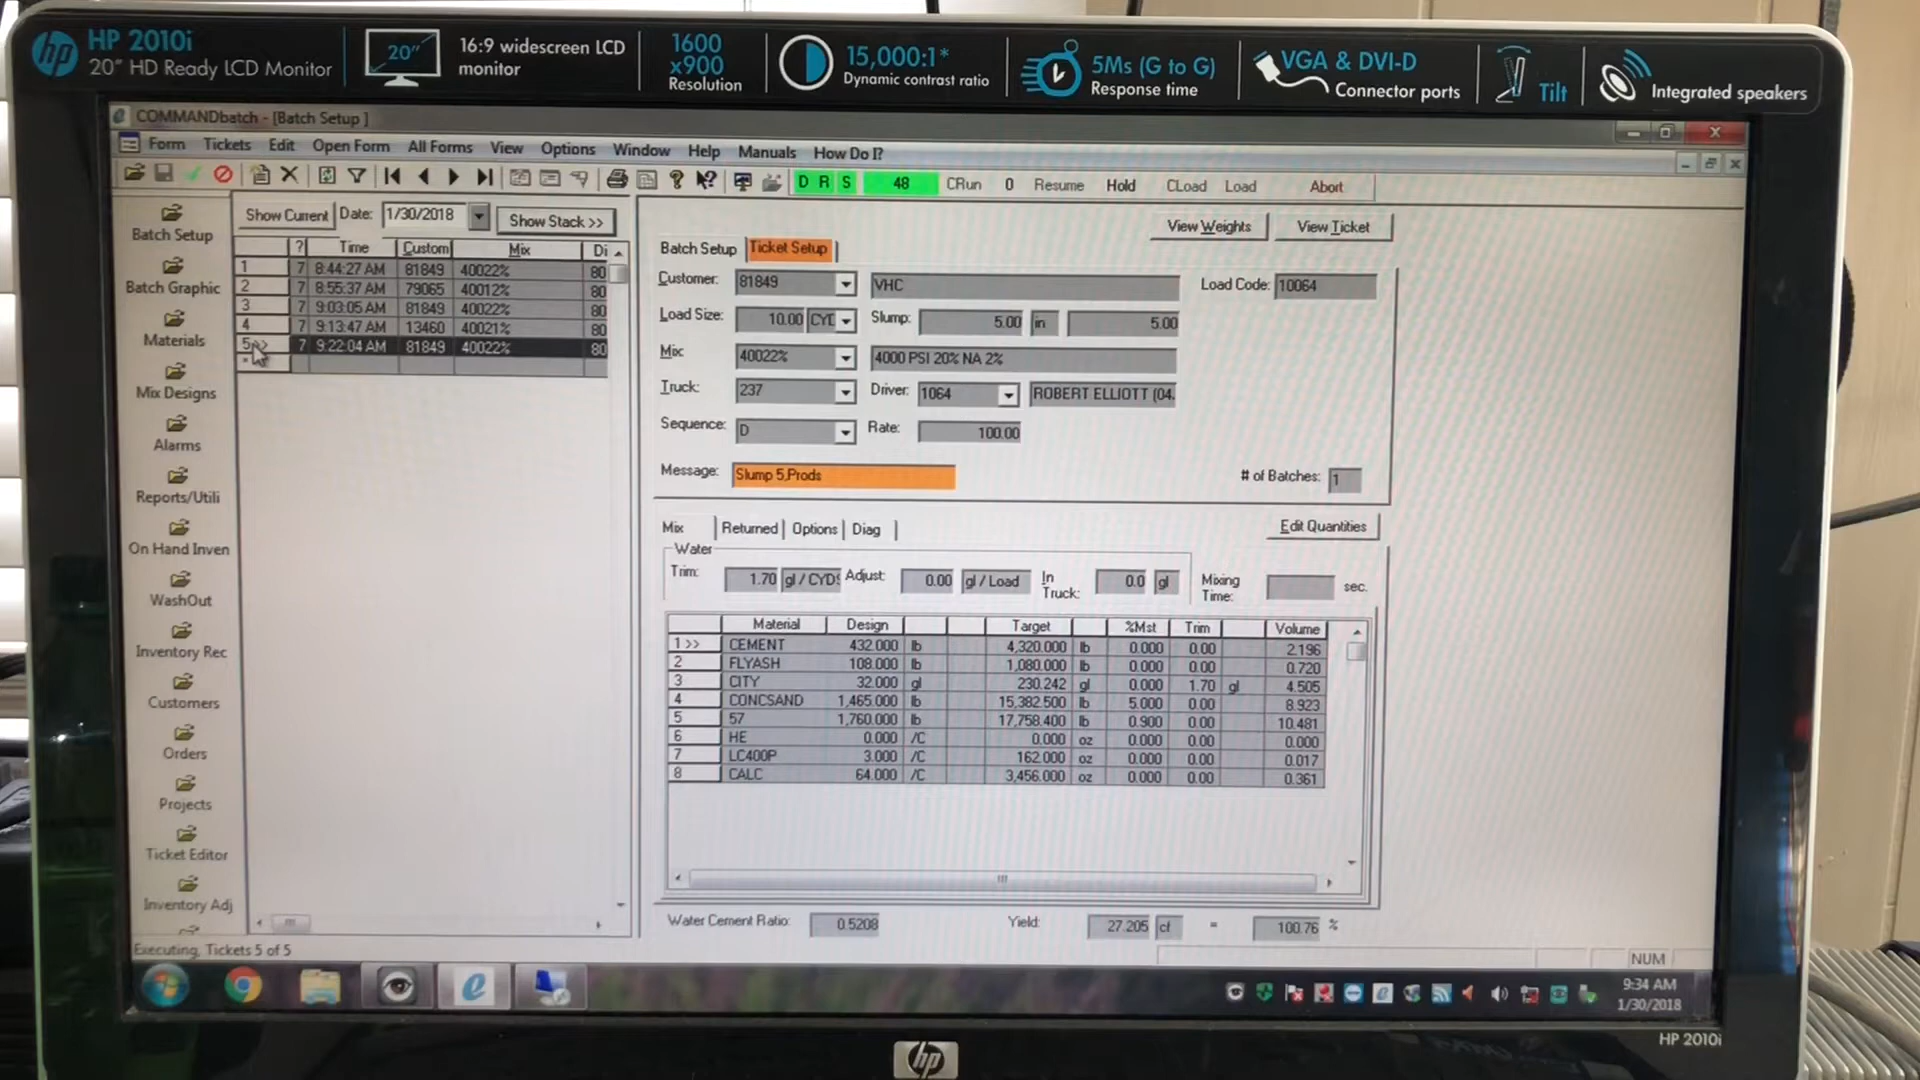 hp HP 2010i
20" HD Ready LCD Monitor
20"
16:9 widescreen LCD
monitor
1600
x900
Resolution
15,000:1*
Dynamic contrast ratio
5Ms (G to G)
Response time
VGA & DVI-D
Connector ports
Tilt
Integrated speakers
COMMANDbatch - [Batch Setup ]
Form Tickets Edit Open Form All Forms View Options Window Help Manuals How Do I?
D R S 48 CRun 0 Resume Hold CLoad Load Abort
Show Current Date: 1/30/2018 Show Stack >>
? Time Custom Mix Di
1 7 8:44:27 AM 81849 40022% 80
2 7 8:55:37 AM 79065 40012% 80
3 7 9:03:05 AM 81849 40022% 80
4 7 9:13:47 AM 13460 40021% 80
5>> 7 9:22:04 AM 81849 40022% 80
*
Batch Setup
Batch Graphic
Materials
Mix Designs
Alarms
Reports/Utili
On Hand Inven
WashOut
Inventory Rec
Customers
Orders
Projects
Ticket Editor
Inventory Adj
View Weights View Ticket
Batch Setup Ticket Setup
Customer: 81849 VHC Load Code: 10064
Load Size: 10.00 CYD Slump: 5.00 in 5.00
Mix: 40022% 4000 PSI 20% NA 2%
Truck: 237 Driver: 1064 ROBERT ELLIOTT (04.
Sequence: D Rate: 100.00
Message: Slump 5,Prods # of Batches: 1
Mix Returned Options Diag Edit Quantities
Water
Trim: 1.70 gl / CYDS Adjust: 0.00 gl / Load In Truck: 0.0 gl Mixing Time: sec.
Material Design Target %Mst Trim Volume
1 >> CEMENT 432.000 lb 4,320.000 lb 0.000 0.00 2.196
2 FLYASH 108.000 lb 1,080.000 lb 0.000 0.00 0.720
3 CITY 32.000 gl 230.242 gl 0.000 1.70 gl 4.505
4 CONCSAND 1,465.000 lb 15,382.500 lb 5.000 0.00 8.923
5 57 1,760.000 lb 17,758.400 lb 0.900 0.00 10.481
6 HE 0.000 /C 0.000 oz 0.000 0.00 0.000
7 LC400P 3.000 /C 162.000 oz 0.000 0.00 0.017
8 CALC 64.000 /C 3,456.000 oz 0.000 0.00 0.361
Water Cement Ratio: 0.5208 Yield: 27.205 cf = 100.76 %
Executing, Tickets 5 of 5
NUM
9:34 AM
1/30/2018
HP 2010i
hp